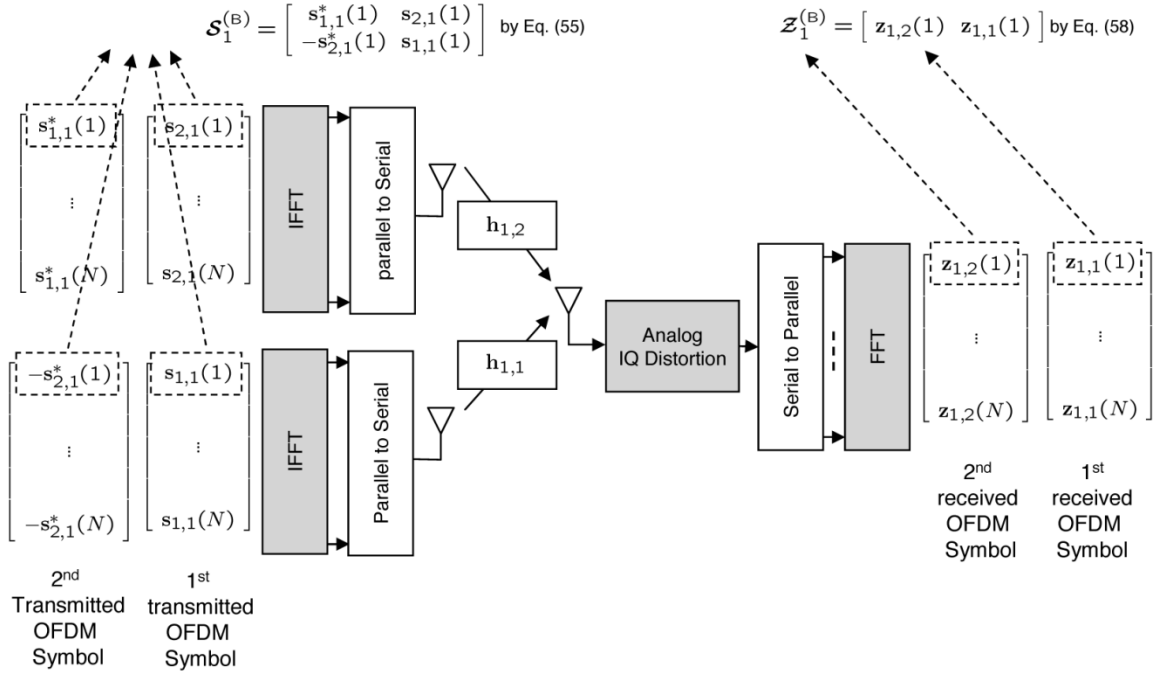 𝓢₁⁽ᴮ⁾ = [ s*₁,₁(1) s₂,₁(1) ; −s*₂,₁(1) s₁,₁(1) ] by Eq. (55)
𝓩₁⁽ᴮ⁾ = [ z₁,₂(1) z₁,₁(1) ] by Eq. (58)
s*₁,₁(1)
...
s*₁,₁(N)
s₂,₁(1)
...
s₂,₁(N)
IFFT
parallel to Serial
h₁,₂
−s*₂,₁(1)
...
−s*₂,₁(N)
s₁,₁(1)
...
s₁,₁(N)
IFFT
Parallel to Serial
h₁,₁
Analog
IQ Distortion
Serial to Parallel
FFT
z₁,₂(1)
...
z₁,₂(N)
z₁,₁(1)
...
z₁,₁(N)
2nd
Transmitted
OFDM
Symbol
1st
transmitted
OFDM
Symbol
2nd
received
OFDM
Symbol
1st
received
OFDM
Symbol